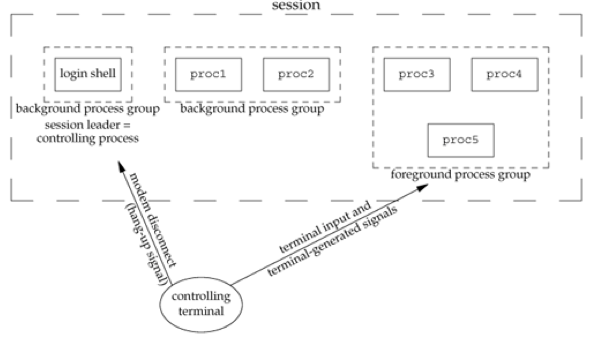 session
login shell
proc1
proc2
proc3
proc4
proc5
background process group
session leader =
controlling process
background process group
foreground process group
modem disconnect
(hang-up signal)
terminal input and
terminal-generated signals
controlling
terminal